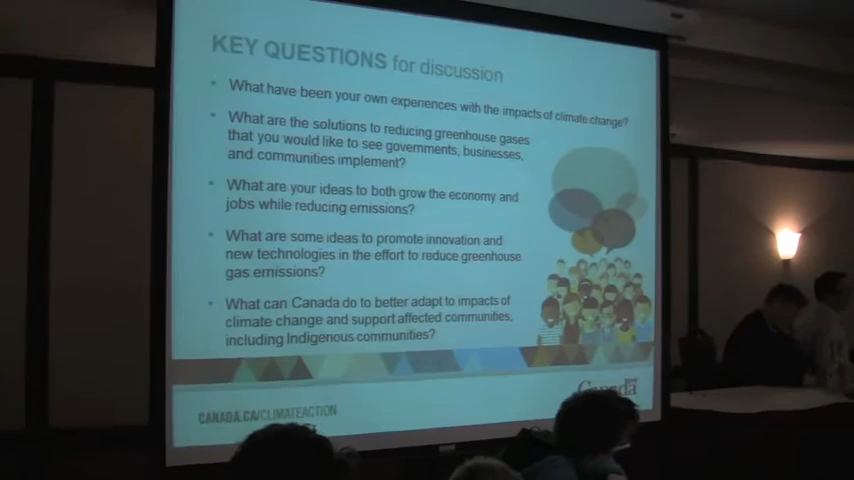 KEY QUESTIONS for discussion
• What have been your own experiences with the impacts of climate change?
• What are the solutions to reducing greenhouse gases
that you would like to see governments, businesses,
and communities implement?
• What are your ideas to both grow the economy and
jobs while reducing emissions?
• What are some ideas to promote innovation and
new technologies in the effort to reduce greenhouse
gas emissions?
• What can Canada do to better adapt to impacts of
climate change and support affected communities,
including Indigenous communities?
CANADA.CA/CLIMATEACTION
Canada